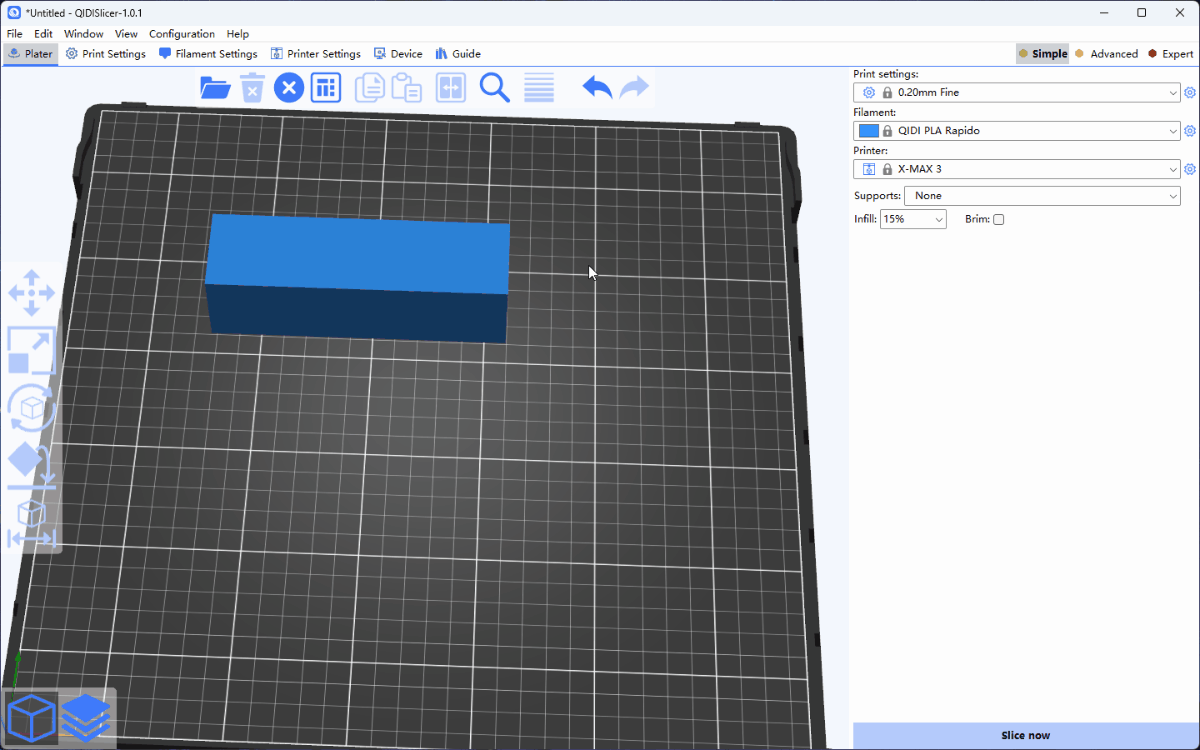 *Untitled - QIDISlicer-1.0.1
File Edit Window View Configuration Help
Plater Print Settings Filament Settings Printer Settings Device Guide Simple Advanced Expert
Print settings:
0.20mm Fine
Filament:
QIDI PLA Rapido
Printer:
X-MAX 3
Supports: None
Infill: 15% Brim:
Slice now